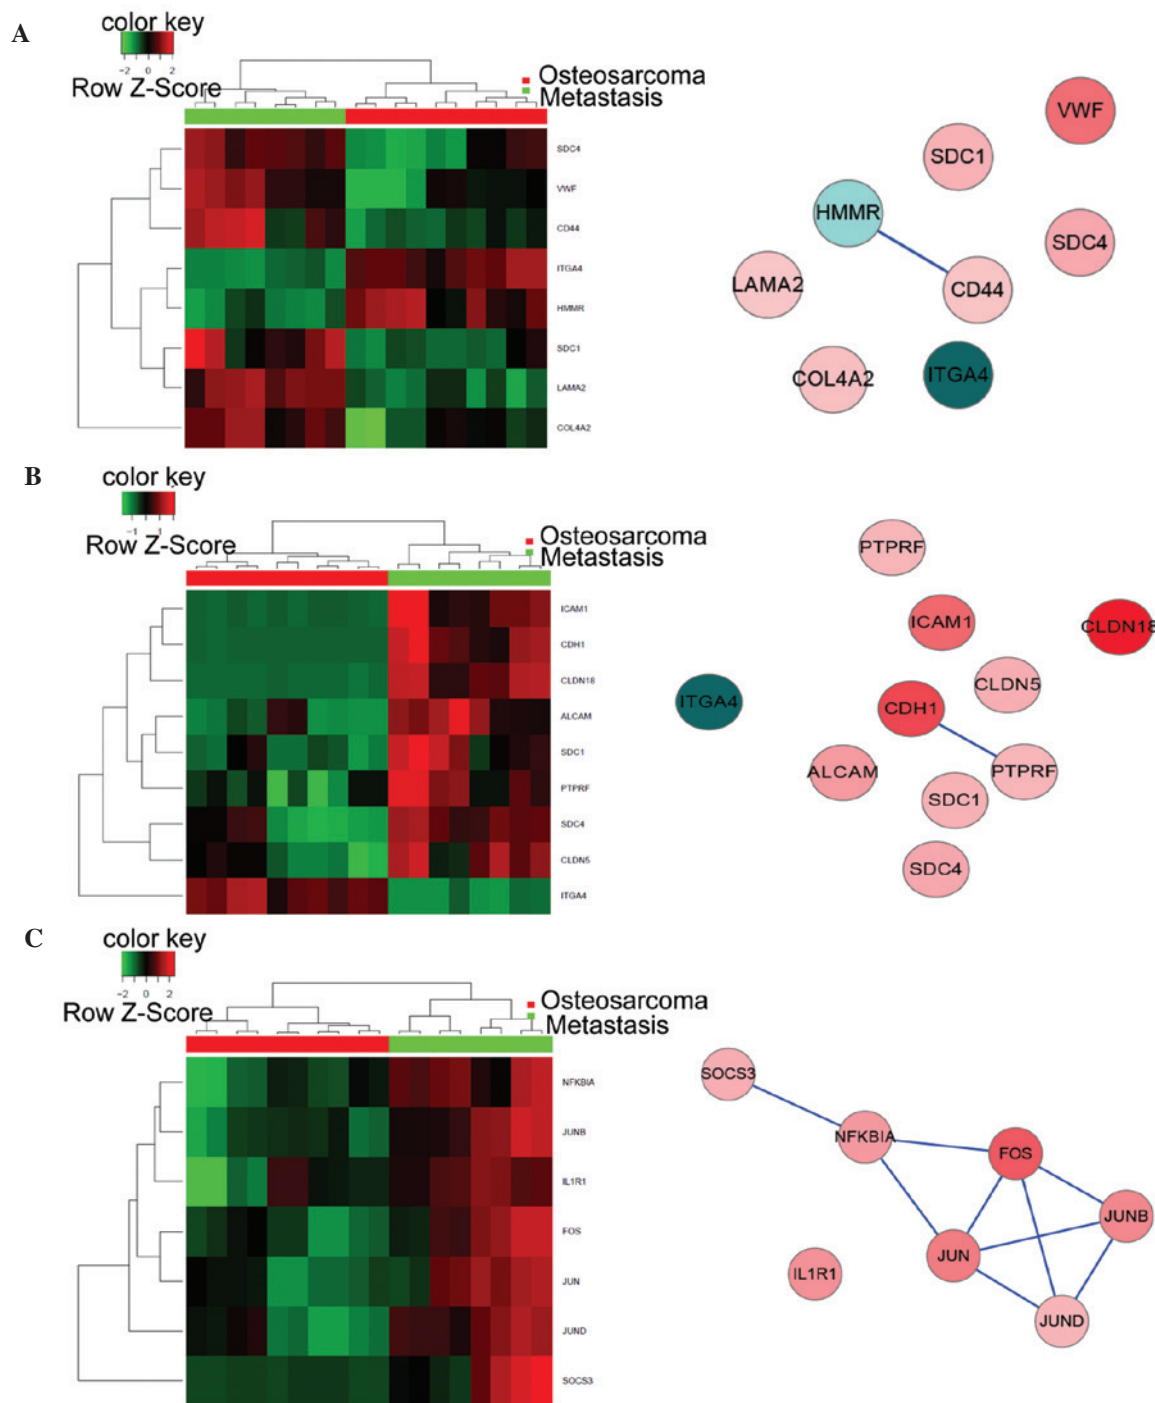 A
color key
-2 0 2
Row Z-Score
Osteosarcoma
Metastasis
SDC4
VWF
CD44
ITGA4
HMMR
SDC1
LAMA2
COL4A2
VWF
SDC1
HMMR
SDC4
LAMA2
CD44
COL4A2
ITGA4
B
color key
-1 1
Row Z-Score
Osteosarcoma
Metastasis
ICAM1
CDH1
CLDN18
ALCAM
SDC1
PTPRF
SDC4
CLDN5
ITGA4
PTPRF
ICAM1
CLDN18
CLDN5
ITGA4
CDH1
ALCAM
PTPRF
SDC1
SDC4
C
color key
-2 0 2
Row Z-Score
Osteosarcoma
Metastasis
NFKBIA
JUNB
IL1R1
FOS
JUN
JUND
SOCS3
SOCS3
NFKBIA
FOS
JUNB
JUN
IL1R1
JUND